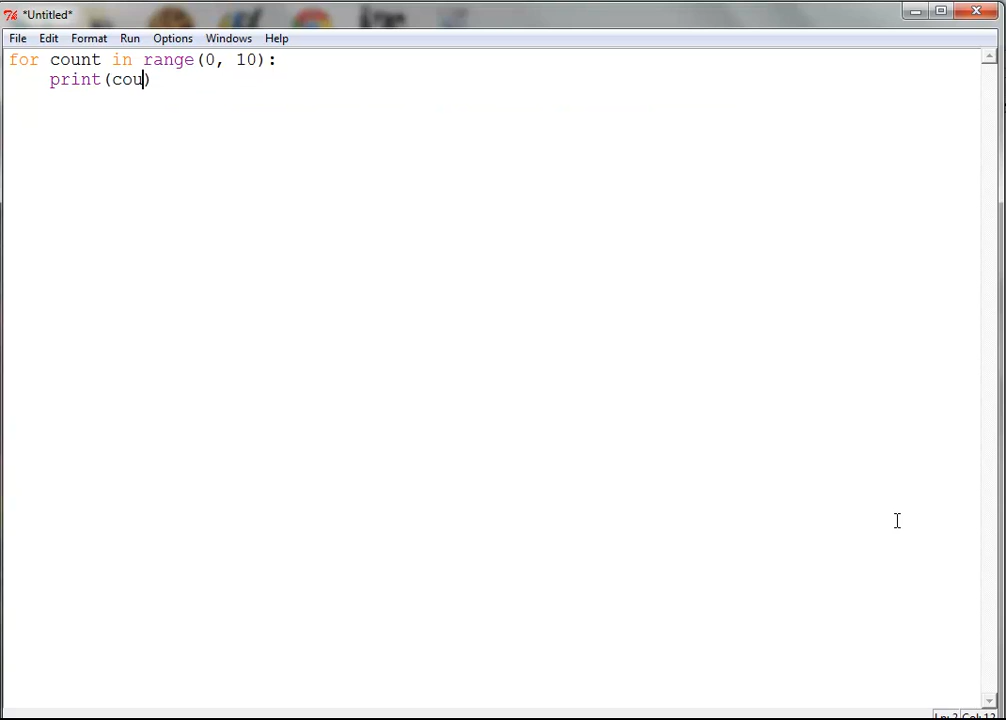 *Untitled*
File Edit Format Run Options Windows Help
for count in range(0, 10):
    print(cou)